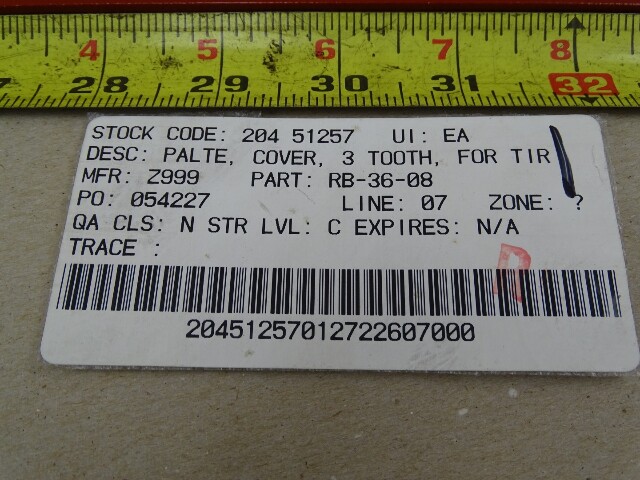 4 5 6 7 8
28 29 30 31 32
STOCK CODE: 204 51257 UI: EA
DESC: PALTE, COVER, 3 TOOTH, FOR TIR
MFR: Z999 PART: RB-36-08
PO: 054227 LINE: 07 ZONE: ?
QA CLS: N STR LVL: C EXPIRES: N/A
TRACE :
R
20451257012722607000